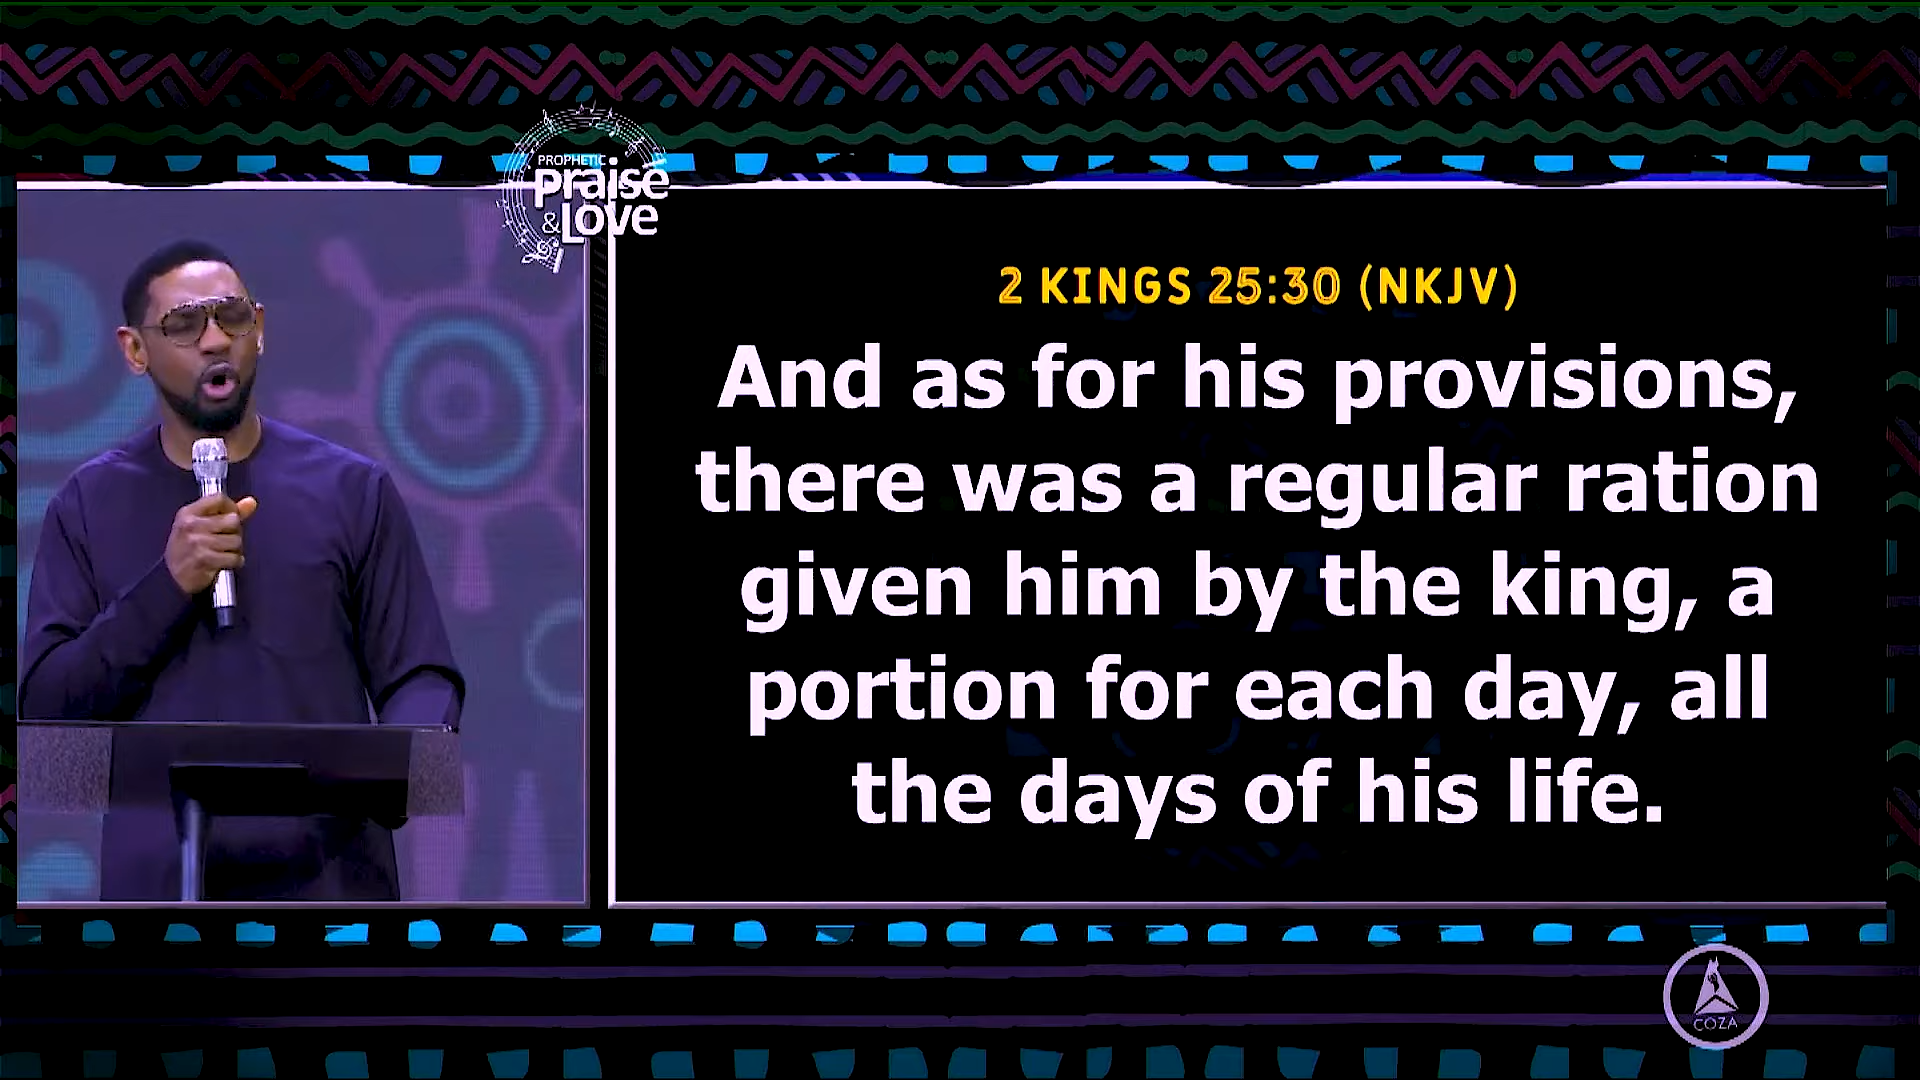 PROPHETIC
praise
&Love
2 KINGS 25:30 (NKJV)
And as for his provisions,
there was a regular ration
given him by the king, a
portion for each day, all
the days of his life.
COZA